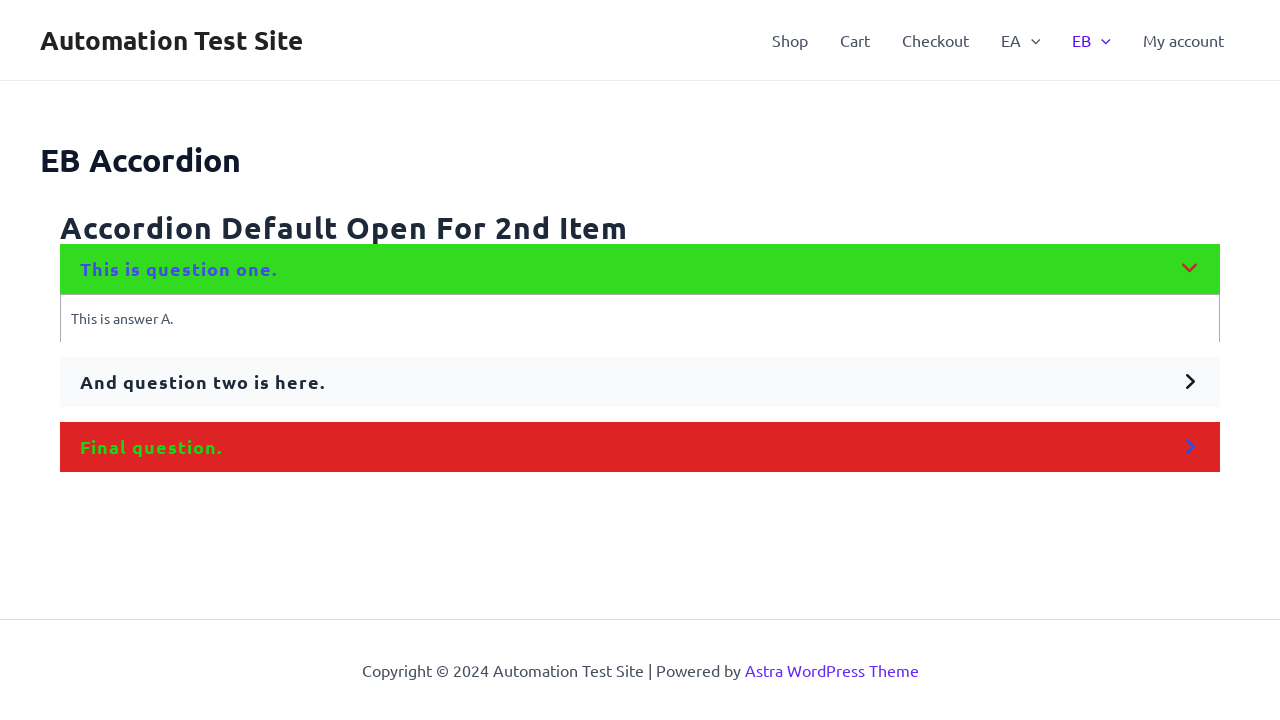 Automation Test Site
Shop Cart Checkout EA EB My account
EB Accordion
Accordion Default Open For 2nd Item
This is question one.
This is answer A.
And question two is here.
Final question.
Copyright © 2024 Automation Test Site | Powered by Astra WordPress Theme